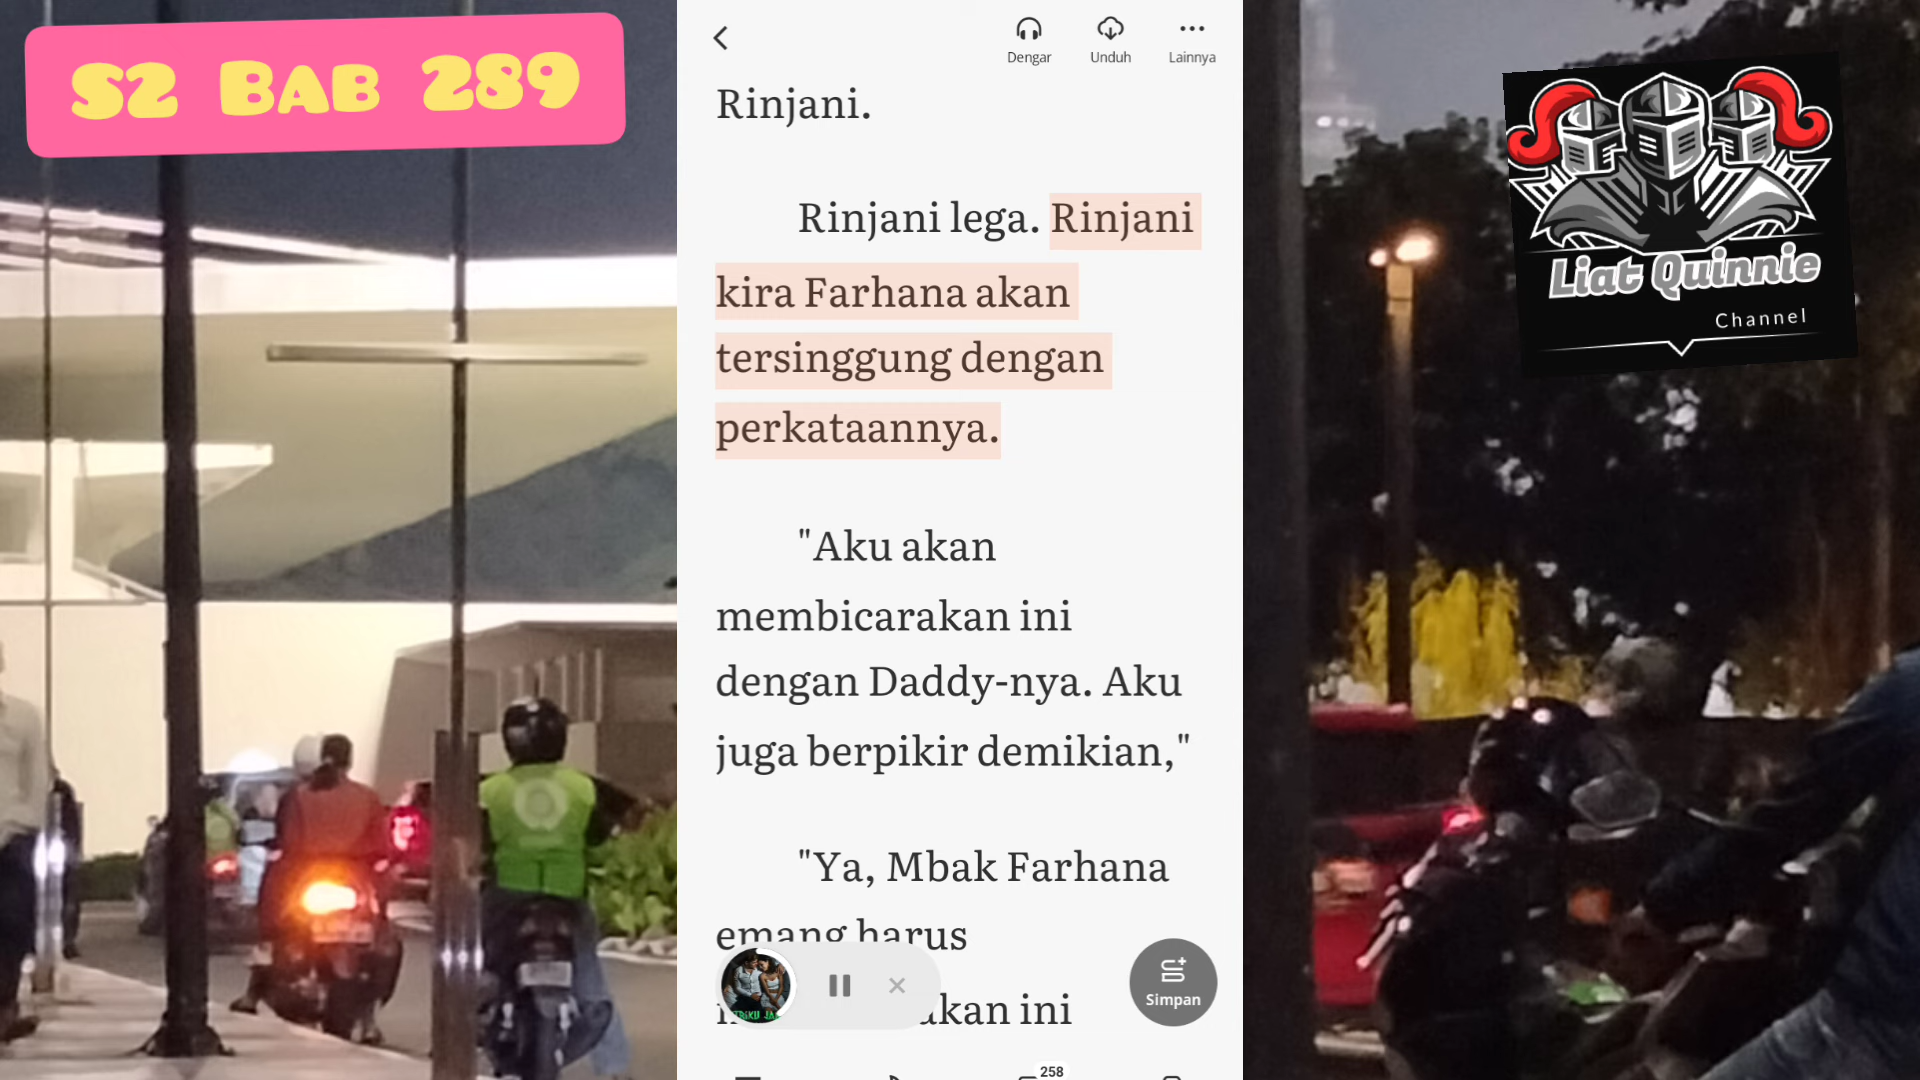 S2 BAB 289
Dengar
Unduh
Lainnya
Rinjani.
Rinjani lega. Rinjani
kira Farhana akan
tersinggung dengan
perkataannya.
"Aku akan
membicarakan ini
dengan Daddy-nya. Aku
juga berpikir demikian,"
"Ya, Mbak Farhana
emang harus
akan ini
Simpan
258
Liat Quinnie
Channel